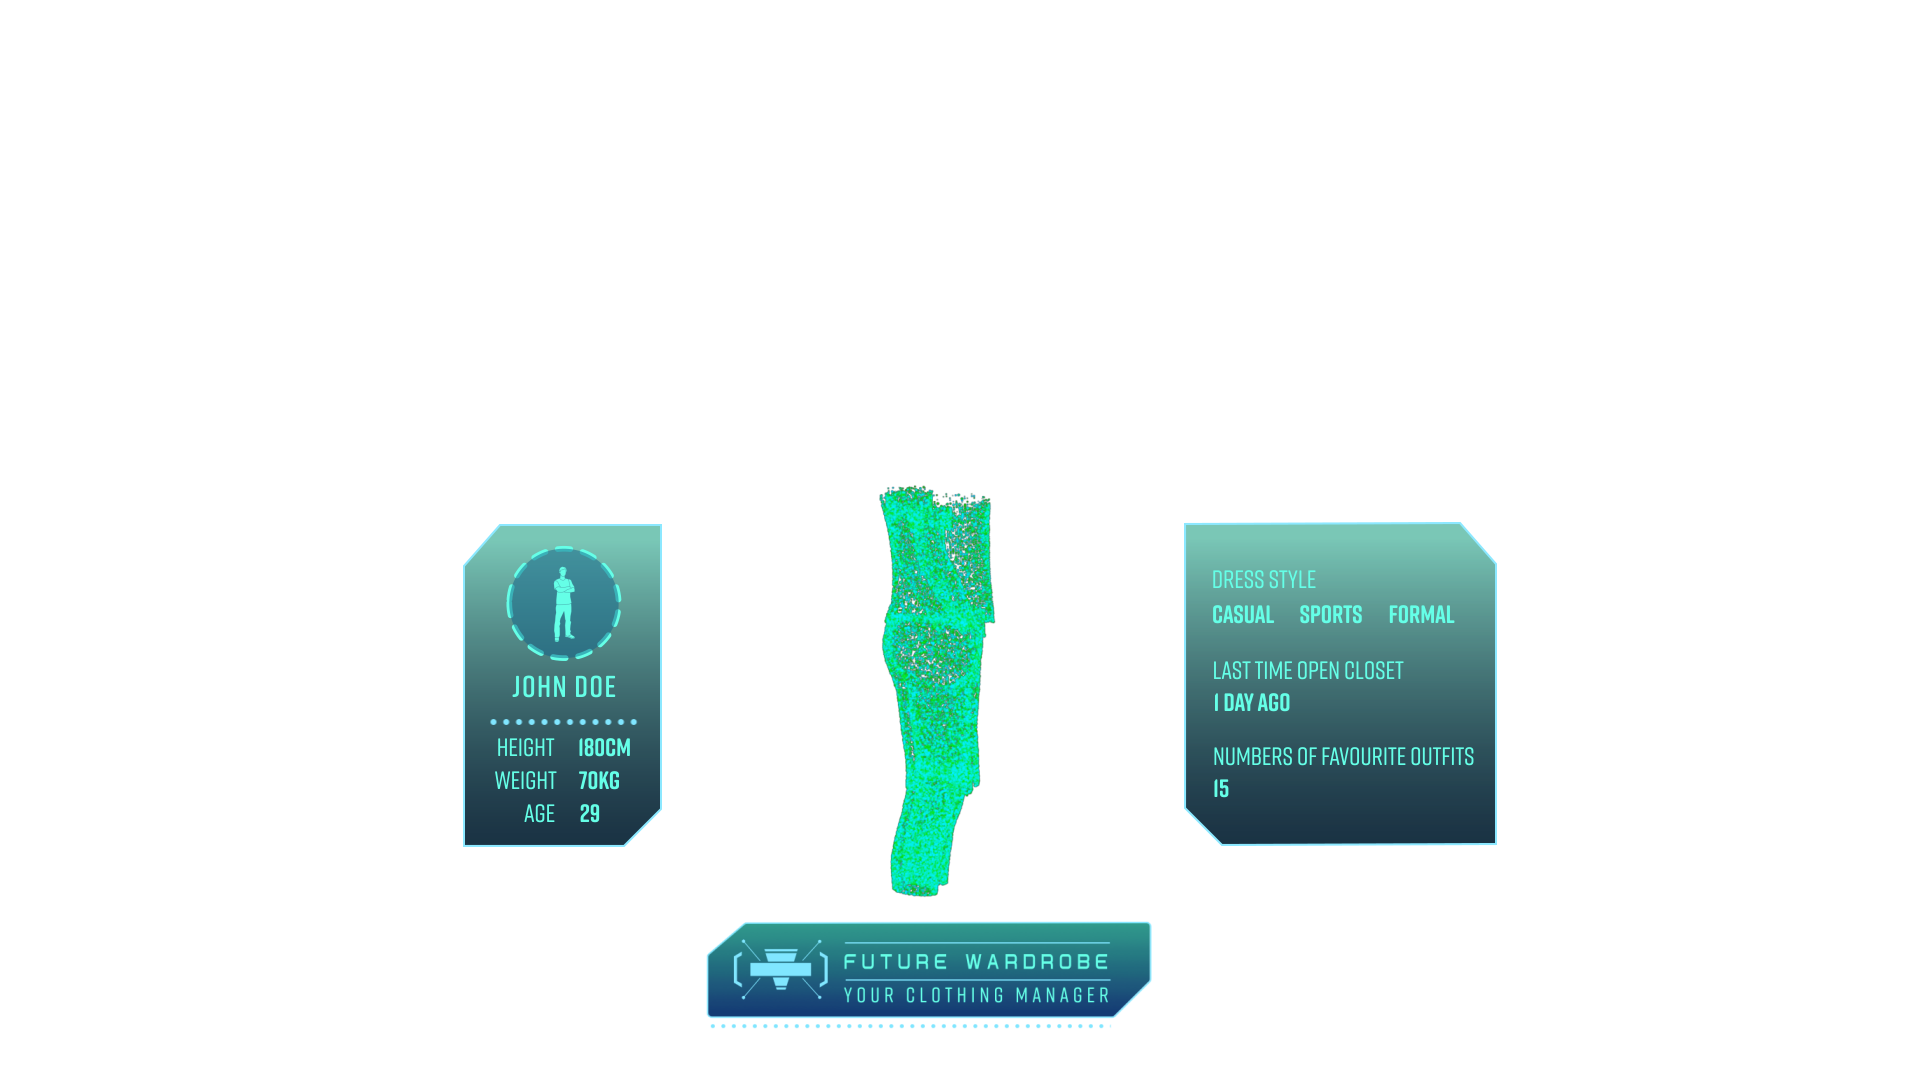 JOHN DOE
HEIGHT 180CM
WEIGHT 70KG
AGE 29
DRESS STYLE
CASUAL SPORTS FORMAL
LAST TIME OPEN CLOSET
1 DAY AGO
NUMBERS OF FAVOURITE OUTFITS
15
FUTURE WARDROBE
YOUR CLOTHING MANAGER